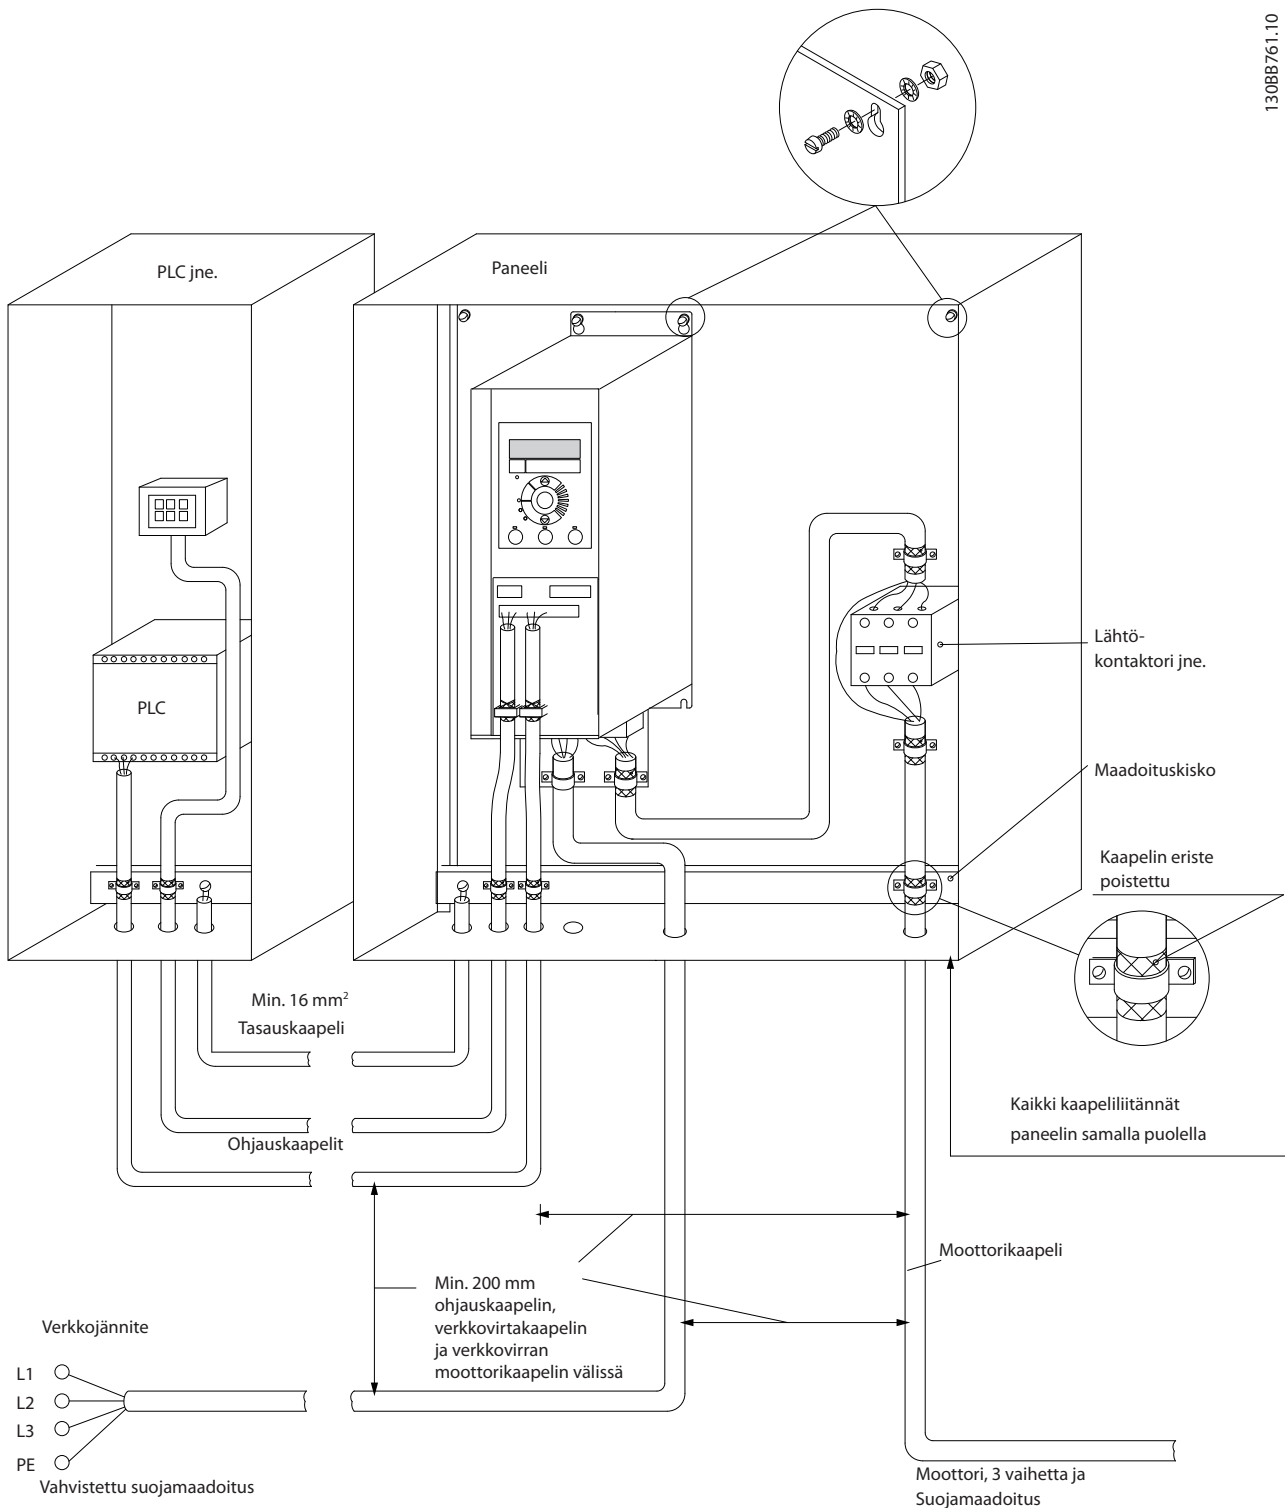 130BB761.10
PLC jne.
Paneeli
PLC
Lähtö-
kontaktori jne.
Maadoituskisko
Kaapelin eriste
poistettu
Min. 16 mm²
Tasauskaapeli
Ohjauskaapelit
Kaikki kaapeliliitännät
paneelin samalla puolella
Moottorikaapeli
Min. 200 mm
ohjauskaapelin,
verkkovirtakaapelin
ja verkkovirran
moottorikaapelin välissä
Verkkojännite
L1
L2
L3
PE
Vahvistettu suojamaadoitus
Moottori, 3 vaihetta ja
Suojamaadoitus